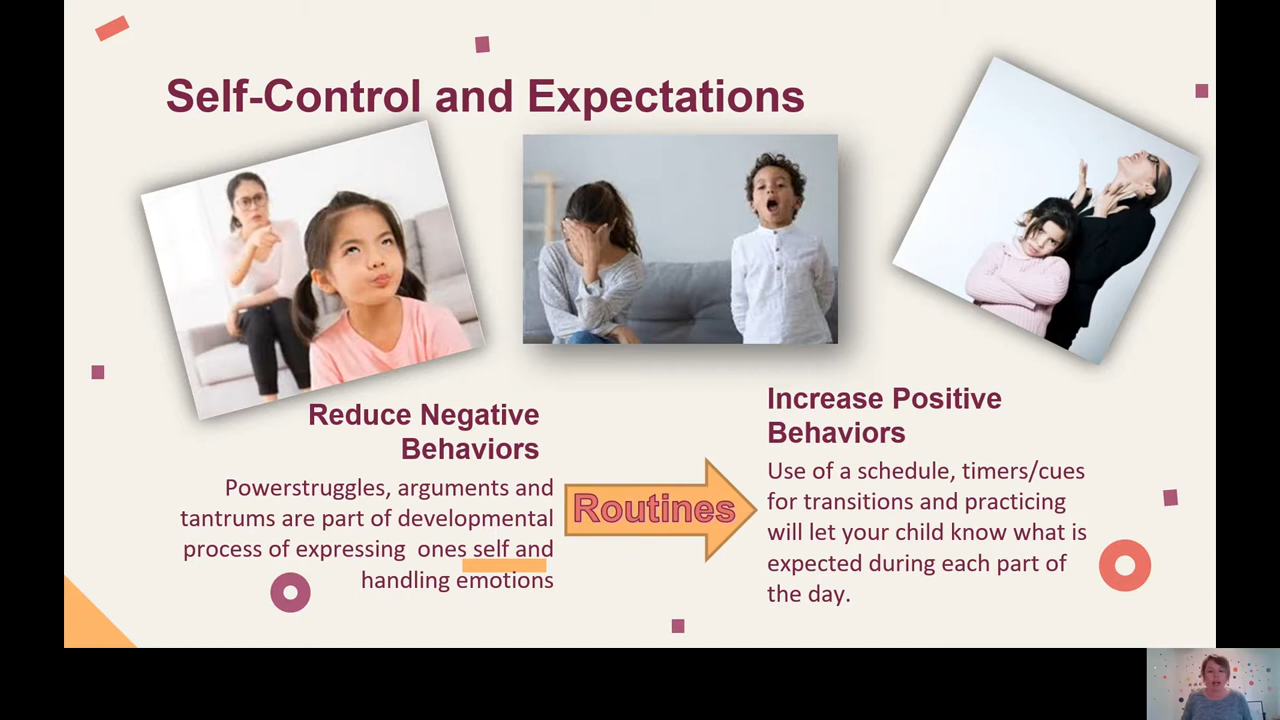 Self-Control and Expectations
Reduce Negative
Behaviors
Powerstruggles, arguments and
tantrums are part of developmental
process of expressing  ones self and
handling emotions
Routines
Increase Positive
Behaviors
Use of a schedule, timers/cues
for transitions and practicing
will let your child know what is
expected during each part of
the day.